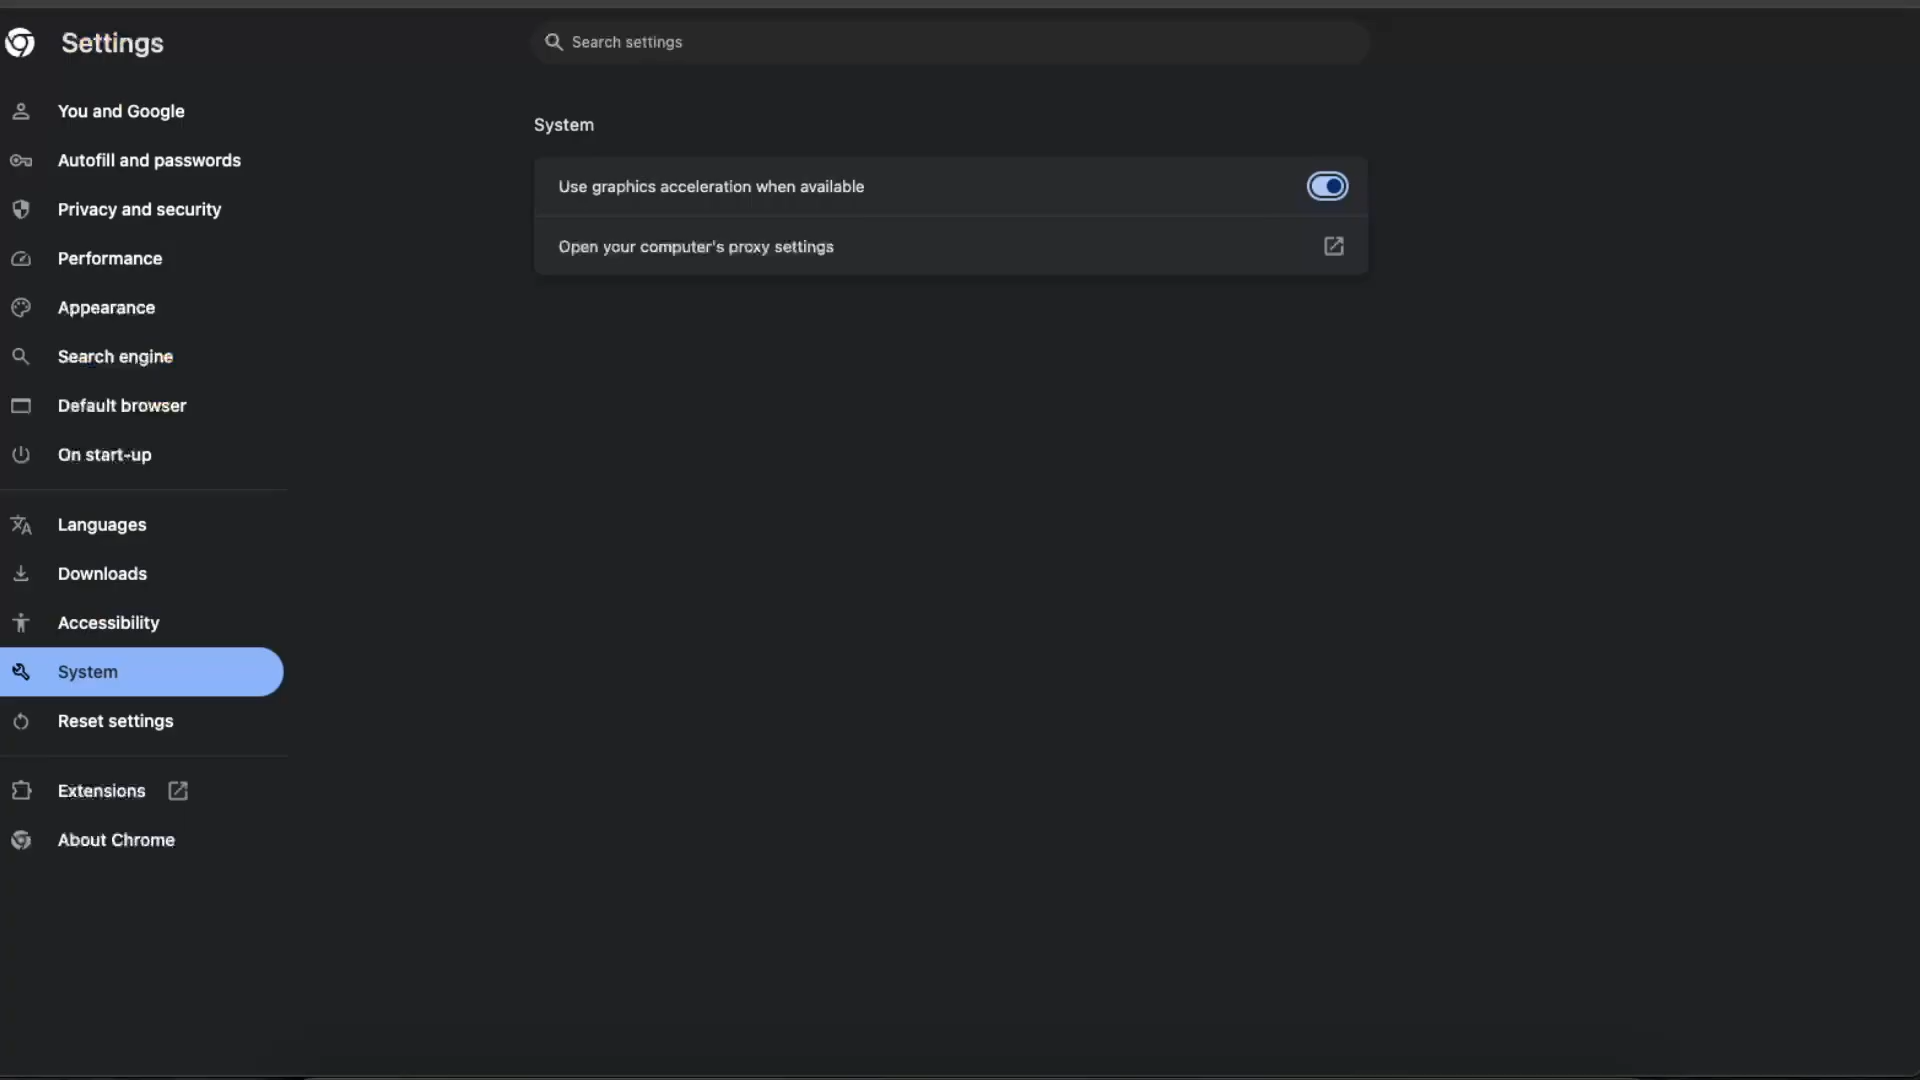 Settings
Search settings
You and Google
Autofill and passwords
Privacy and security
Performance
Appearance
Search engine
Default browser
On start-up
Languages
Downloads
Accessibility
System
Reset settings
Extensions
About Chrome
System
Use graphics acceleration when available
Open your computer's proxy settings